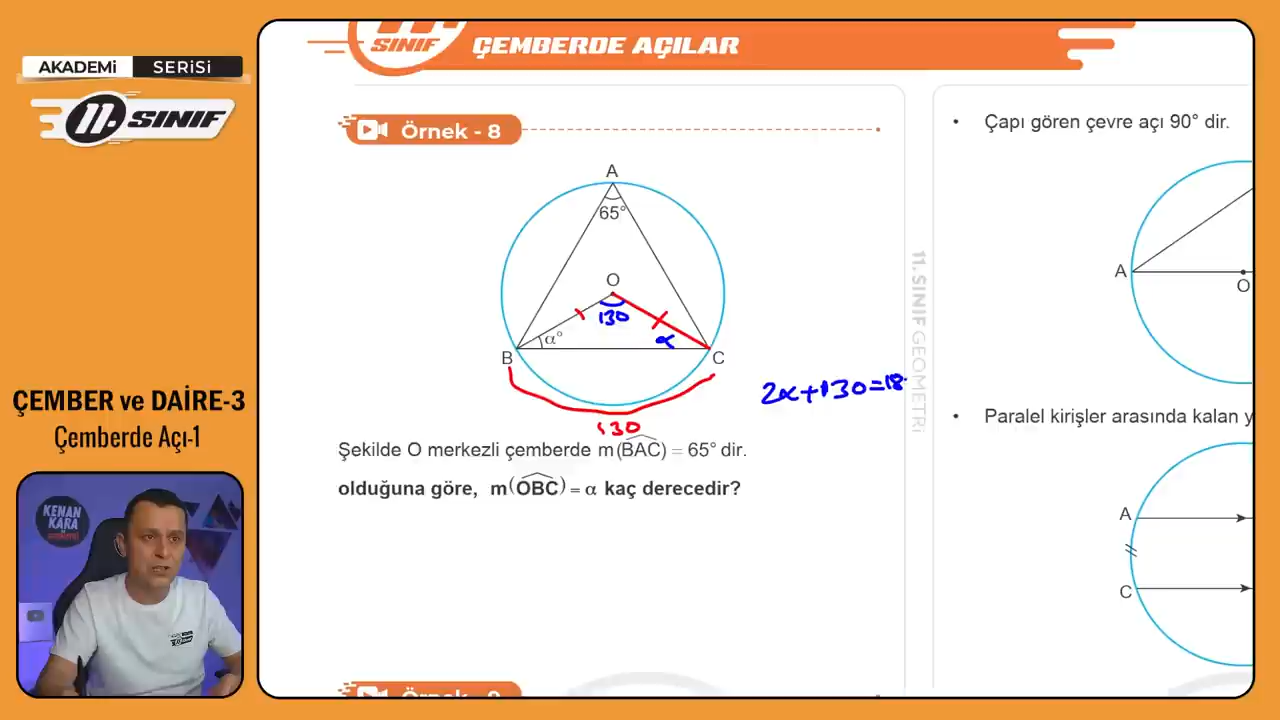 AKADEMİ SERİSİ
11. SINIF
ÇEMBER ve DAİRE-3
Çemberde Açı-1
KENAN
KARA
SINIF
ÇEMBERDE AÇILAR
Örnek - 8
A
65°
O
130
α°
α
B
C
130
2α+130=18
Şekilde O merkezli çemberde m(BAC) = 65° dir.
olduğuna göre, m(OBC) = α kaç derecedir?
11. SINIF GEOMETRİ
• Çapı gören çevre açı 90° dir.
A
O
• Paralel kirişler arasında kalan y
A
C